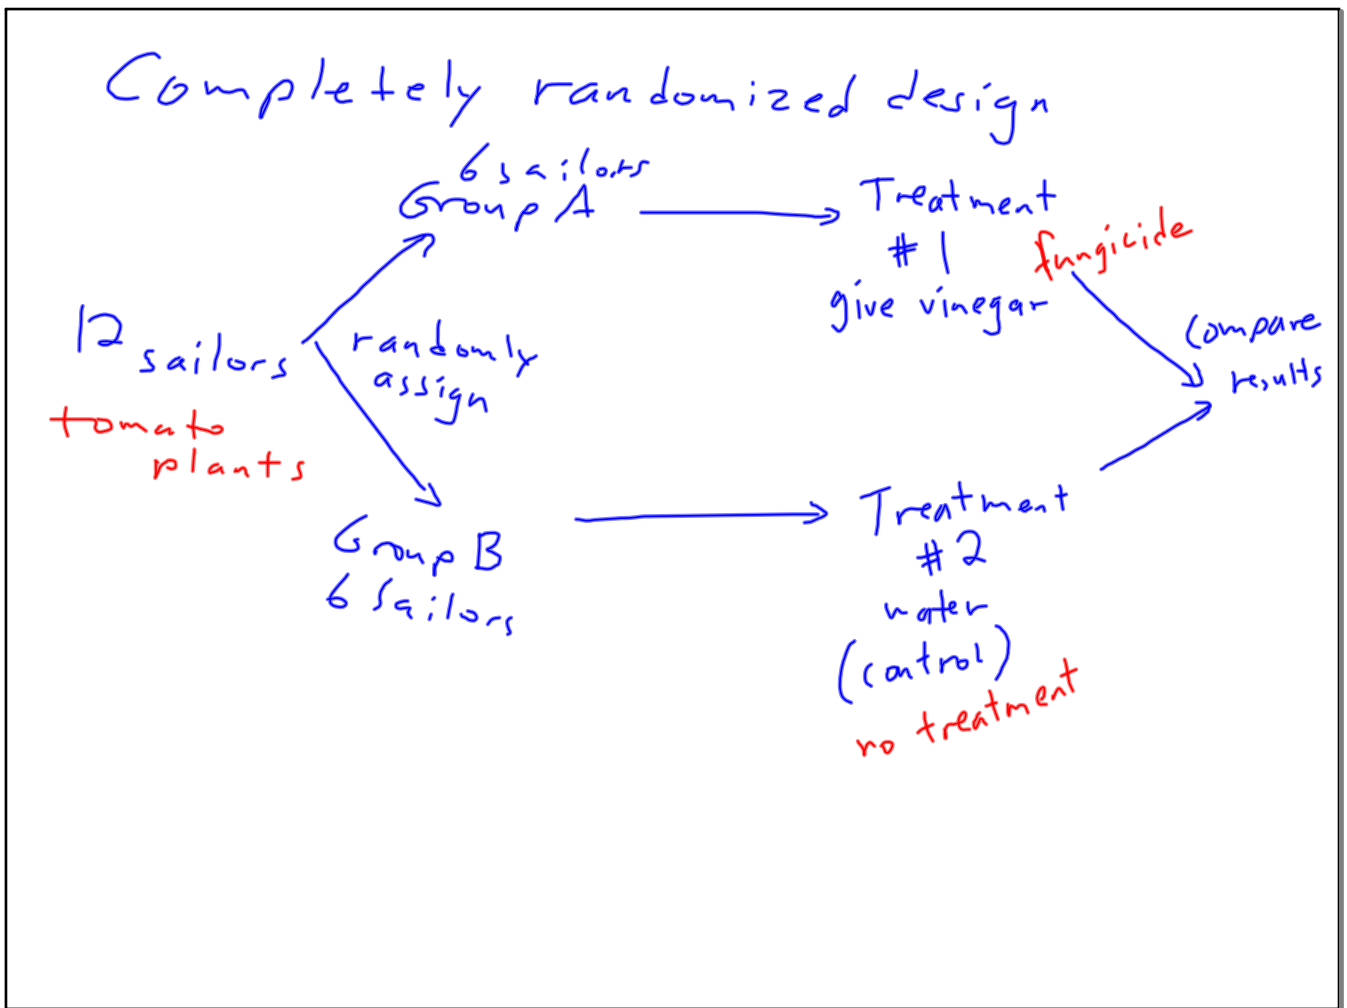 Completely randomized design
6 sailors
Group A
Treatment
#1
give vinegar
fungicide
12 sailors
tomato
plants
randomly
assign
compare
results
Group B
6 Sailors
Treatment
#2
water
(control)
no treatment